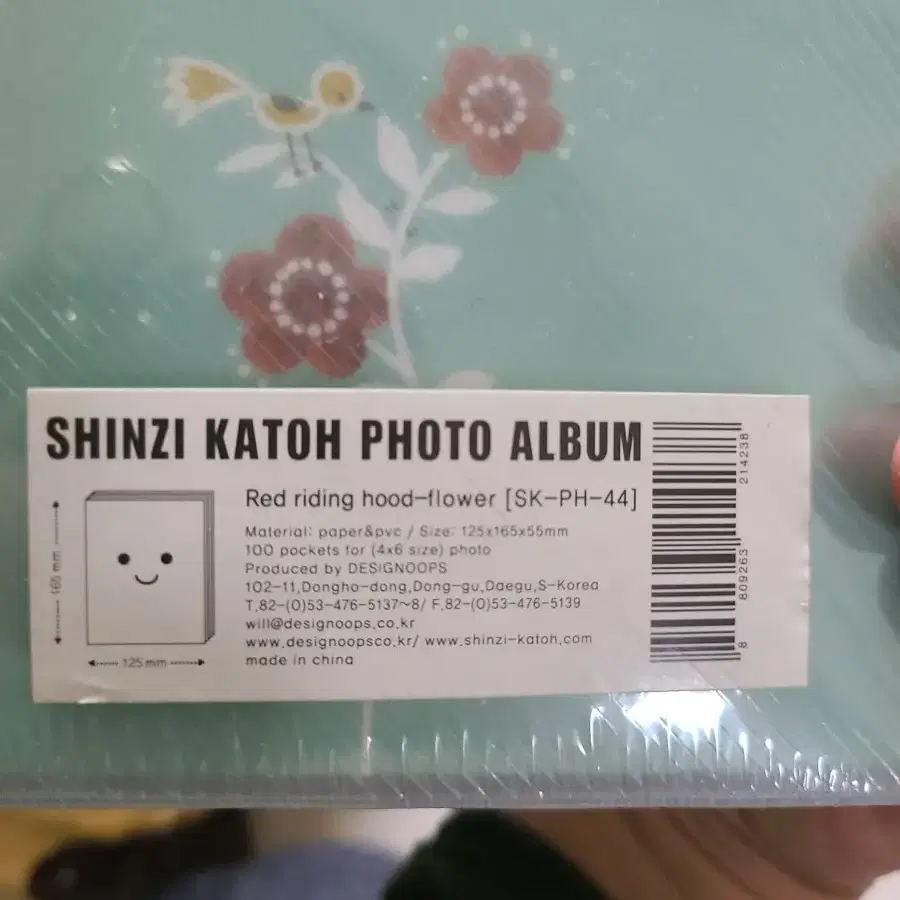 SHINZI KATOH PHOTO ALBUM
Red riding hood-flower [SK-PH-44]
Material: paper&pvc / Size: 125x165x55mm
100 pockets for (4x6 size) photo
Produced by DESIGNOOPS
102-11,Dongho-dong,Dong-gu,Daegu,S-Korea
T.82-(0)53-476-5137~8/ F.82-(0)53-476-5139
will@designoops.co.kr
www.designoopsco.kr/ www.shinzi-katoh.com
made in china
165 mm
125 mm
8 809263 214238